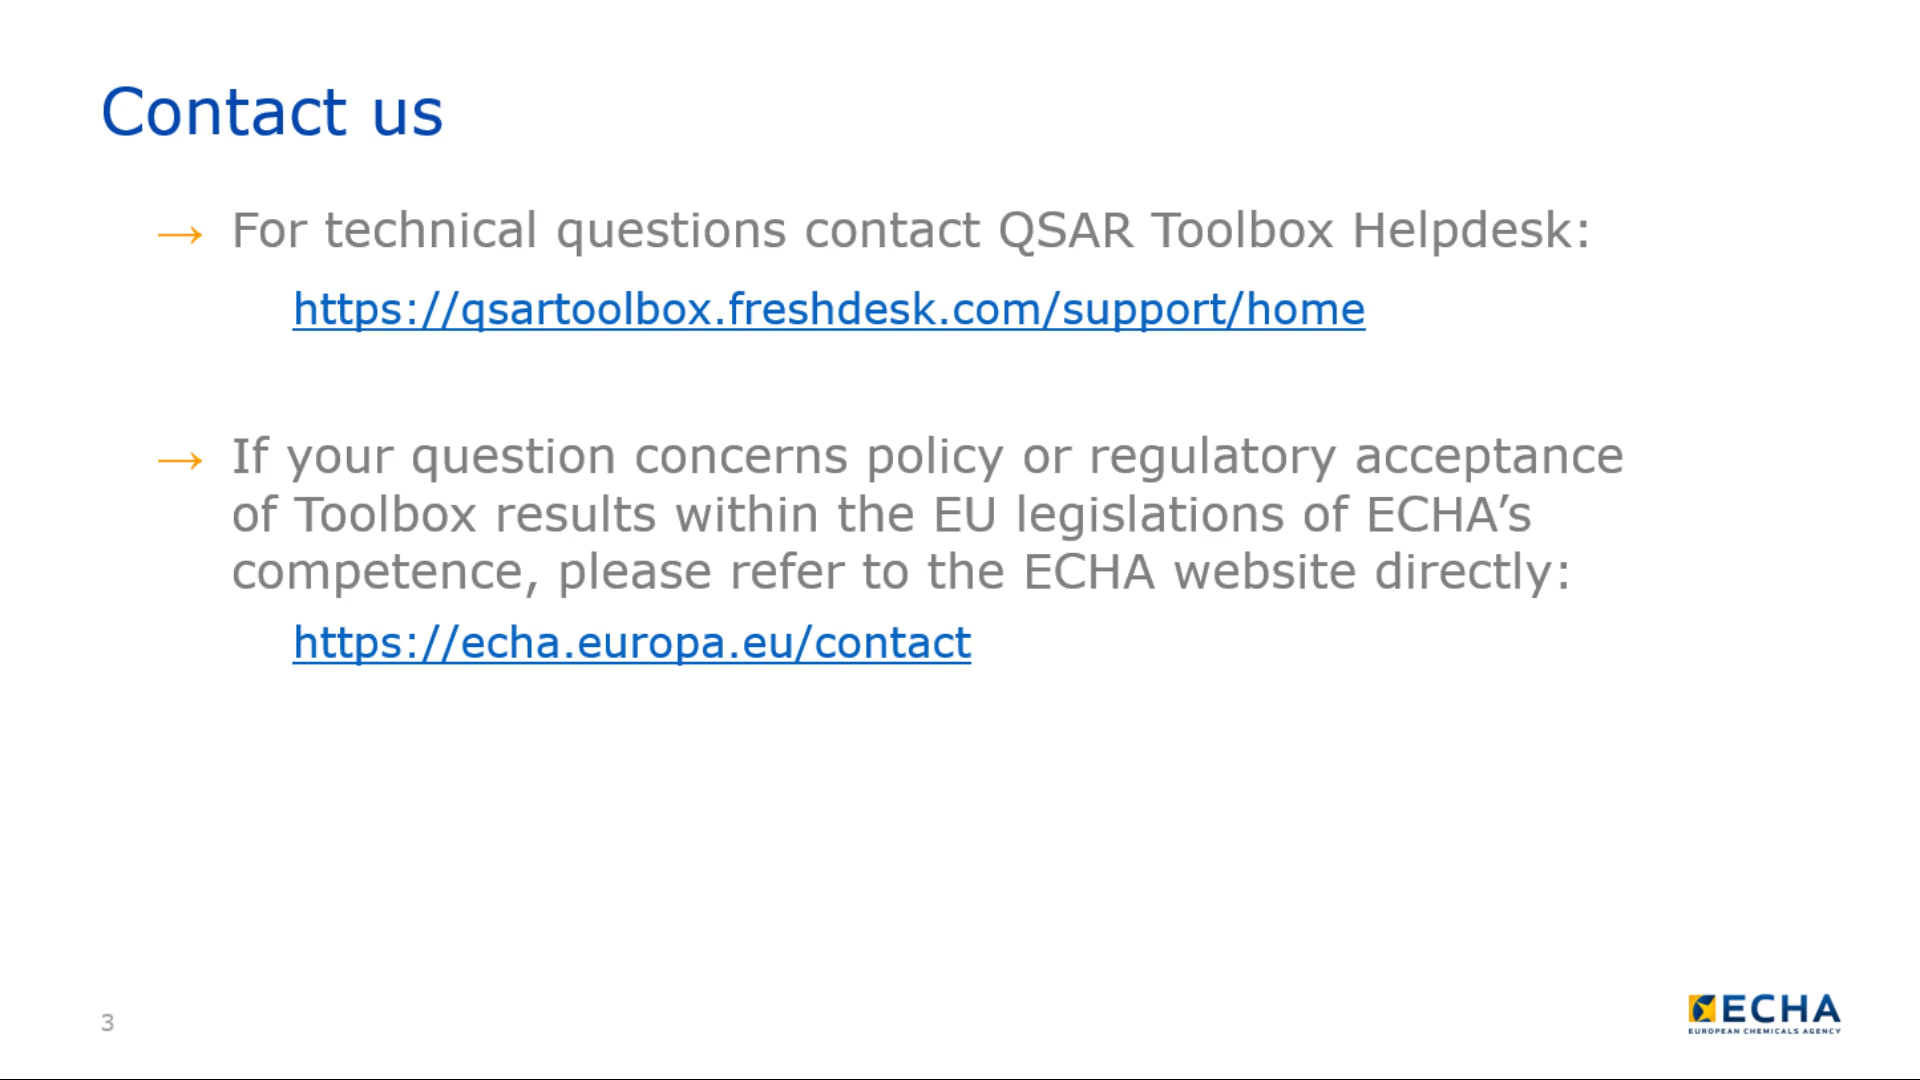 Contact us
→ For technical questions contact QSAR Toolbox Helpdesk:
https://qsartoolbox.freshdesk.com/support/home
→ If your question concerns policy or regulatory acceptance
of Toolbox results within the EU legislations of ECHA’s
competence, please refer to the ECHA website directly:
https://echa.europa.eu/contact
3
ECHA
EUROPEAN CHEMICALS AGENCY